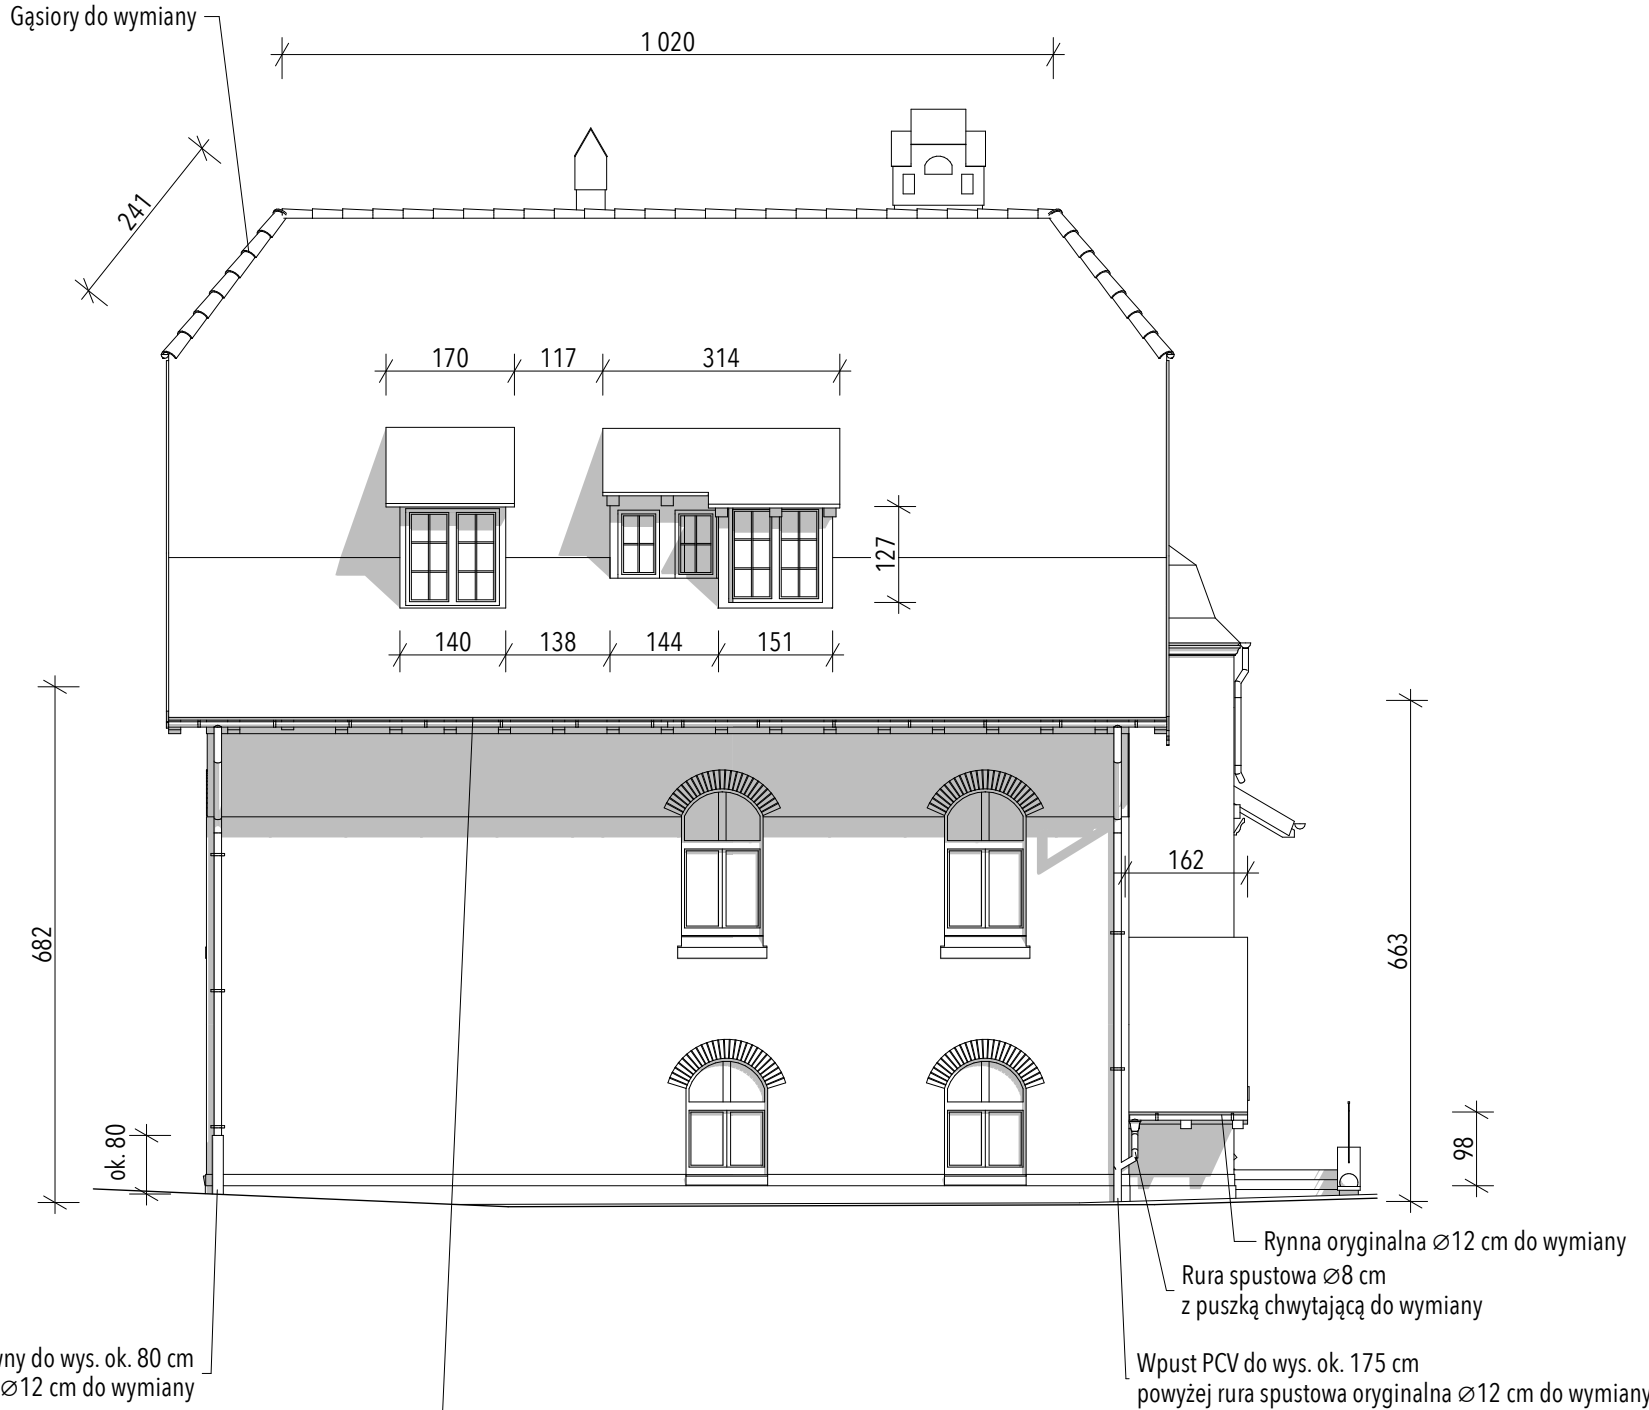 Gąsiory do wymiany
1 020
241
170 117 314
127
140 138 144 151
682
162
663
ok. 80
98
Rynna oryginalna ⌀12 cm do wymiany
Rura spustowa ⌀8 cm
z puszką chwytającą do wymiany
do wys. ok. 80 cm
⌀12 cm do wymiany
Wpust PCV do wys. ok. 175 cm
powyżej rura spustowa oryginalna ⌀12 cm do wymiany